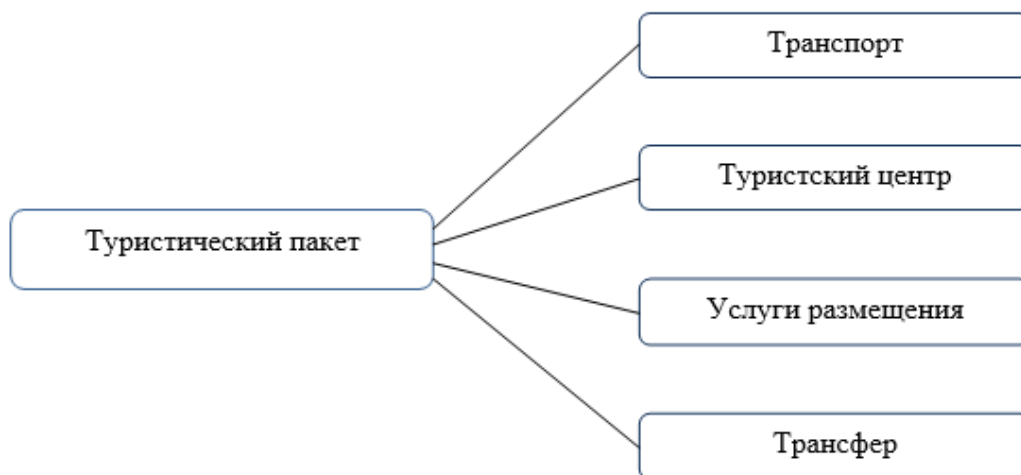 Транспорт
Туристский центр
Туристический пакет
Услуги размещения
Трансфер